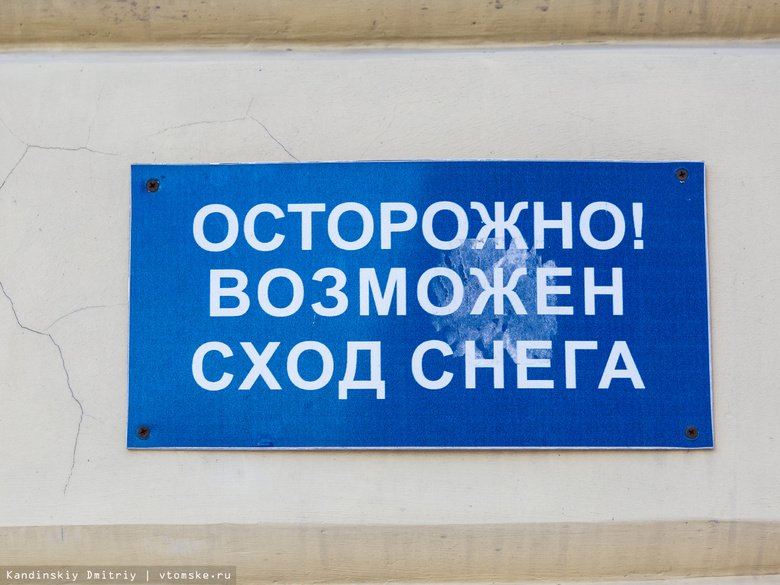 ОСТОРОЖНО!
ВОЗМОЖЕН
СХОД СНЕГА
Kandinskiy Dmitriy | vtomske.ru